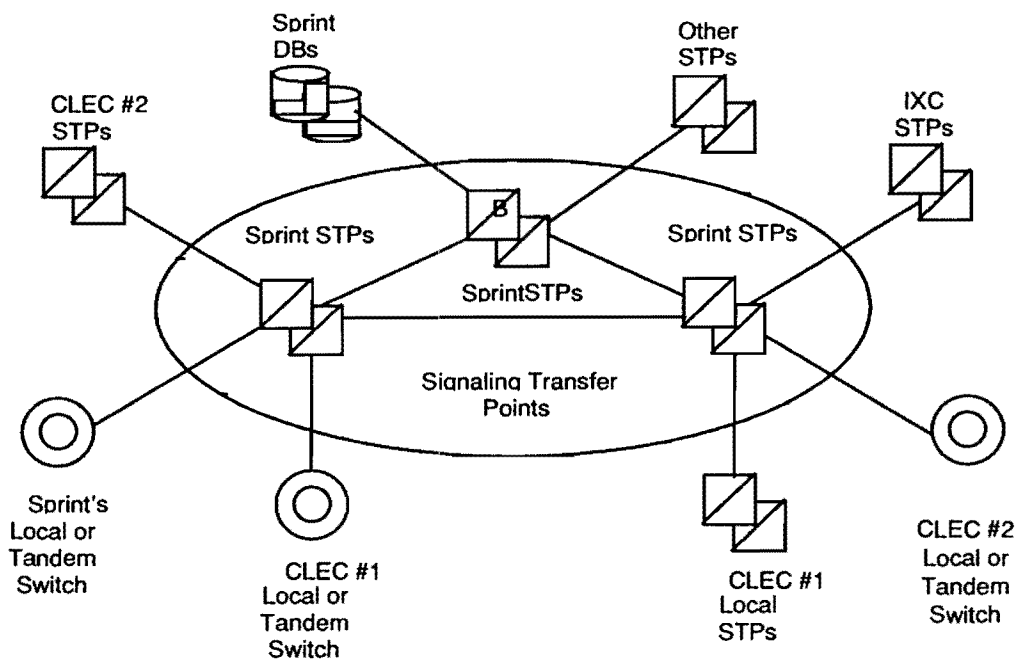 Sprint
DBs
Other
STPs
CLEC #2
STPs
IXC
STPs
B
Sprint STPs
Sprint STPs
SprintSTPs
Signaling Transfer
Points
Sprint's
Local or
Tandem
Switch
CLEC #1
Local or
Tandem
Switch
CLEC #1
Local
STPs
CLEC #2
Local or
Tandem
Switch